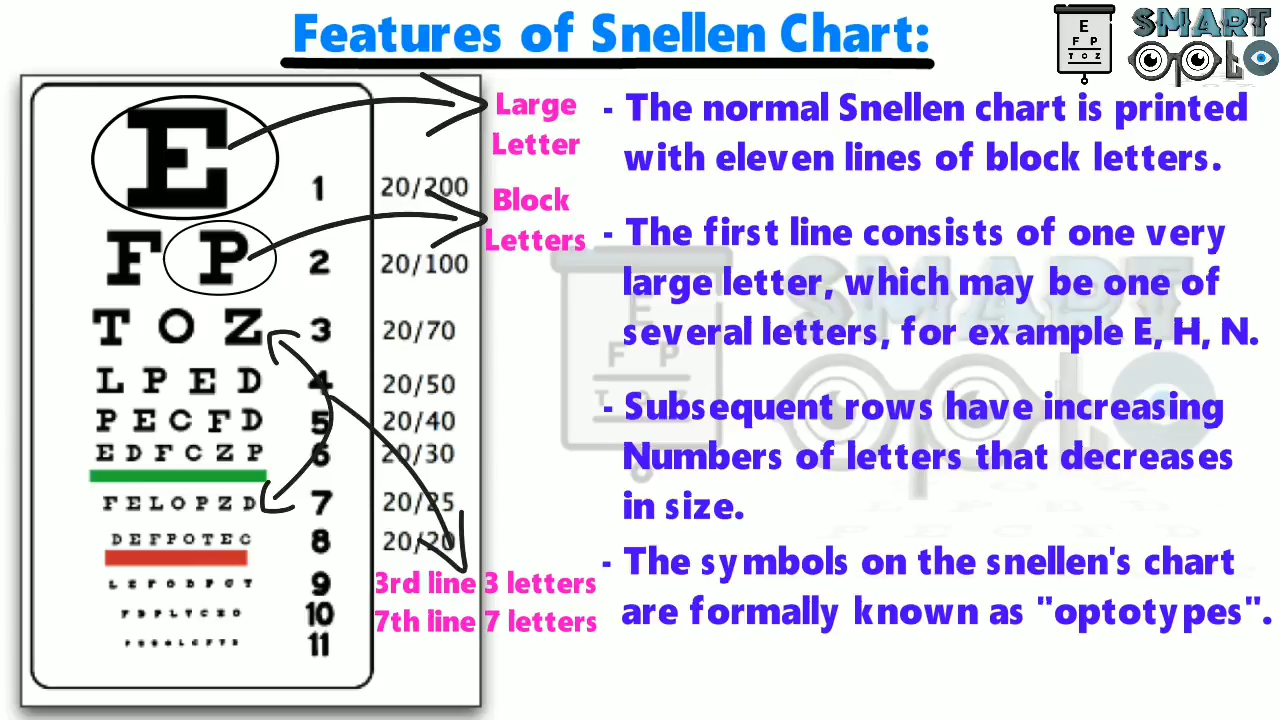 Features of Snellen Chart:
E
F P
T O Z
SMART
Opto
E 1 20/200
F P 2 20/100
T O Z 3 20/70
L P E D 4 20/50
P E C F D 5 20/40
E D F C Z P 6 20/30
F E L O P Z D 7 20/25
D E F P O T E C 8 20/20
L E F O D P C T 9
F D P L T C E O 10
11
Large
Letter
Block
Letters
3rd line 3 letters
7th line 7 letters
- The normal Snellen chart is printed
with eleven lines of block letters.
- The first line consists of one very
large letter, which may be one of
several letters, for example E, H, N.
- Subsequent rows have increasing
Numbers of letters that decreases
in size.
- The symbols on the snellen's chart
are formally known as "optotypes".
SMART
E
F P
T O Z